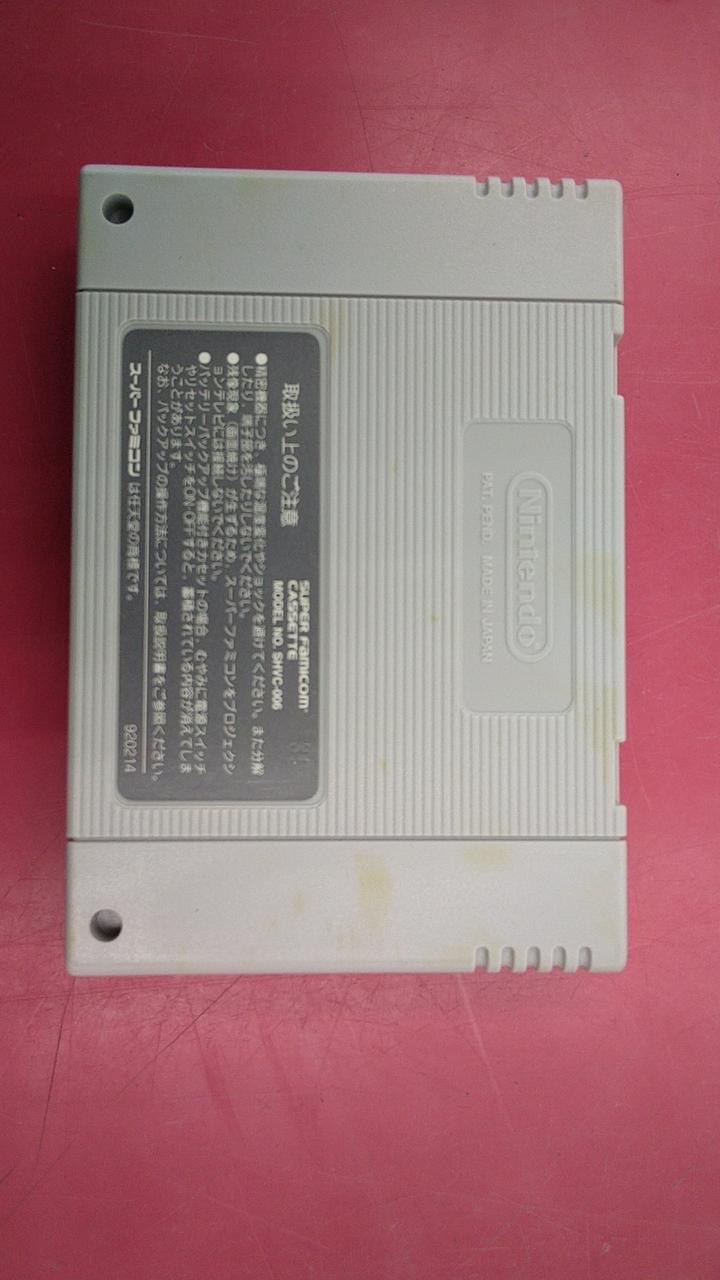 Nintendo®
PAT. PEND. MADE IN JAPAN
取扱い上のご注意
SUPER Famicom™
CASSETTE
MODEL NO. SHVC-006
●精密機器につき、極端な温度変化やショックを避けてください。また分解
したり、端子部を汚したりしないでください。
●残像現象（画面焼け）が生ずるため、スーパーファミコンをプロジェクシ
ョンテレビには接続しないでください。
●バッテリーバックアップ機能付きカセットの場合、むやみに電源スイッチ
やリセットスイッチをON・OFFすると、蓄積されている内容が消えてしま
うことがあります。
なお、バックアップの操作方法については、取扱説明書をご参照ください。
スーパーファミコンは任天堂の商標です。
920214